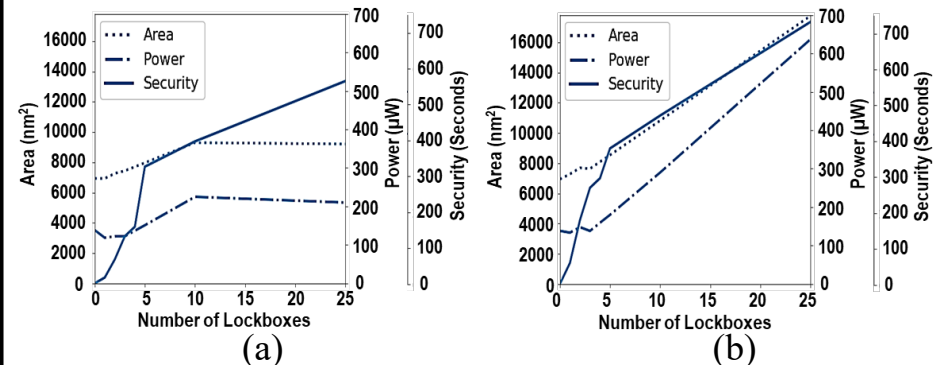 16000
14000
12000
10000
8000
6000
4000
2000
0
Area (nm²)
Area
Power
Security
0 5 10 15 20 25
Number of Lockboxes
700
600
500
400
300
200
100
0
Power (µW)
700
600
500
400
300
200
100
0
Security (Seconds)
(a)
16000
14000
12000
10000
8000
6000
4000
2000
0
Area (nm²)
Area
Power
Security
0 5 10 15 20 25
Number of Lockboxes
700
600
500
400
300
200
100
0
Power (µW)
700
600
500
400
300
200
100
0
Security (Seconds)
(b)